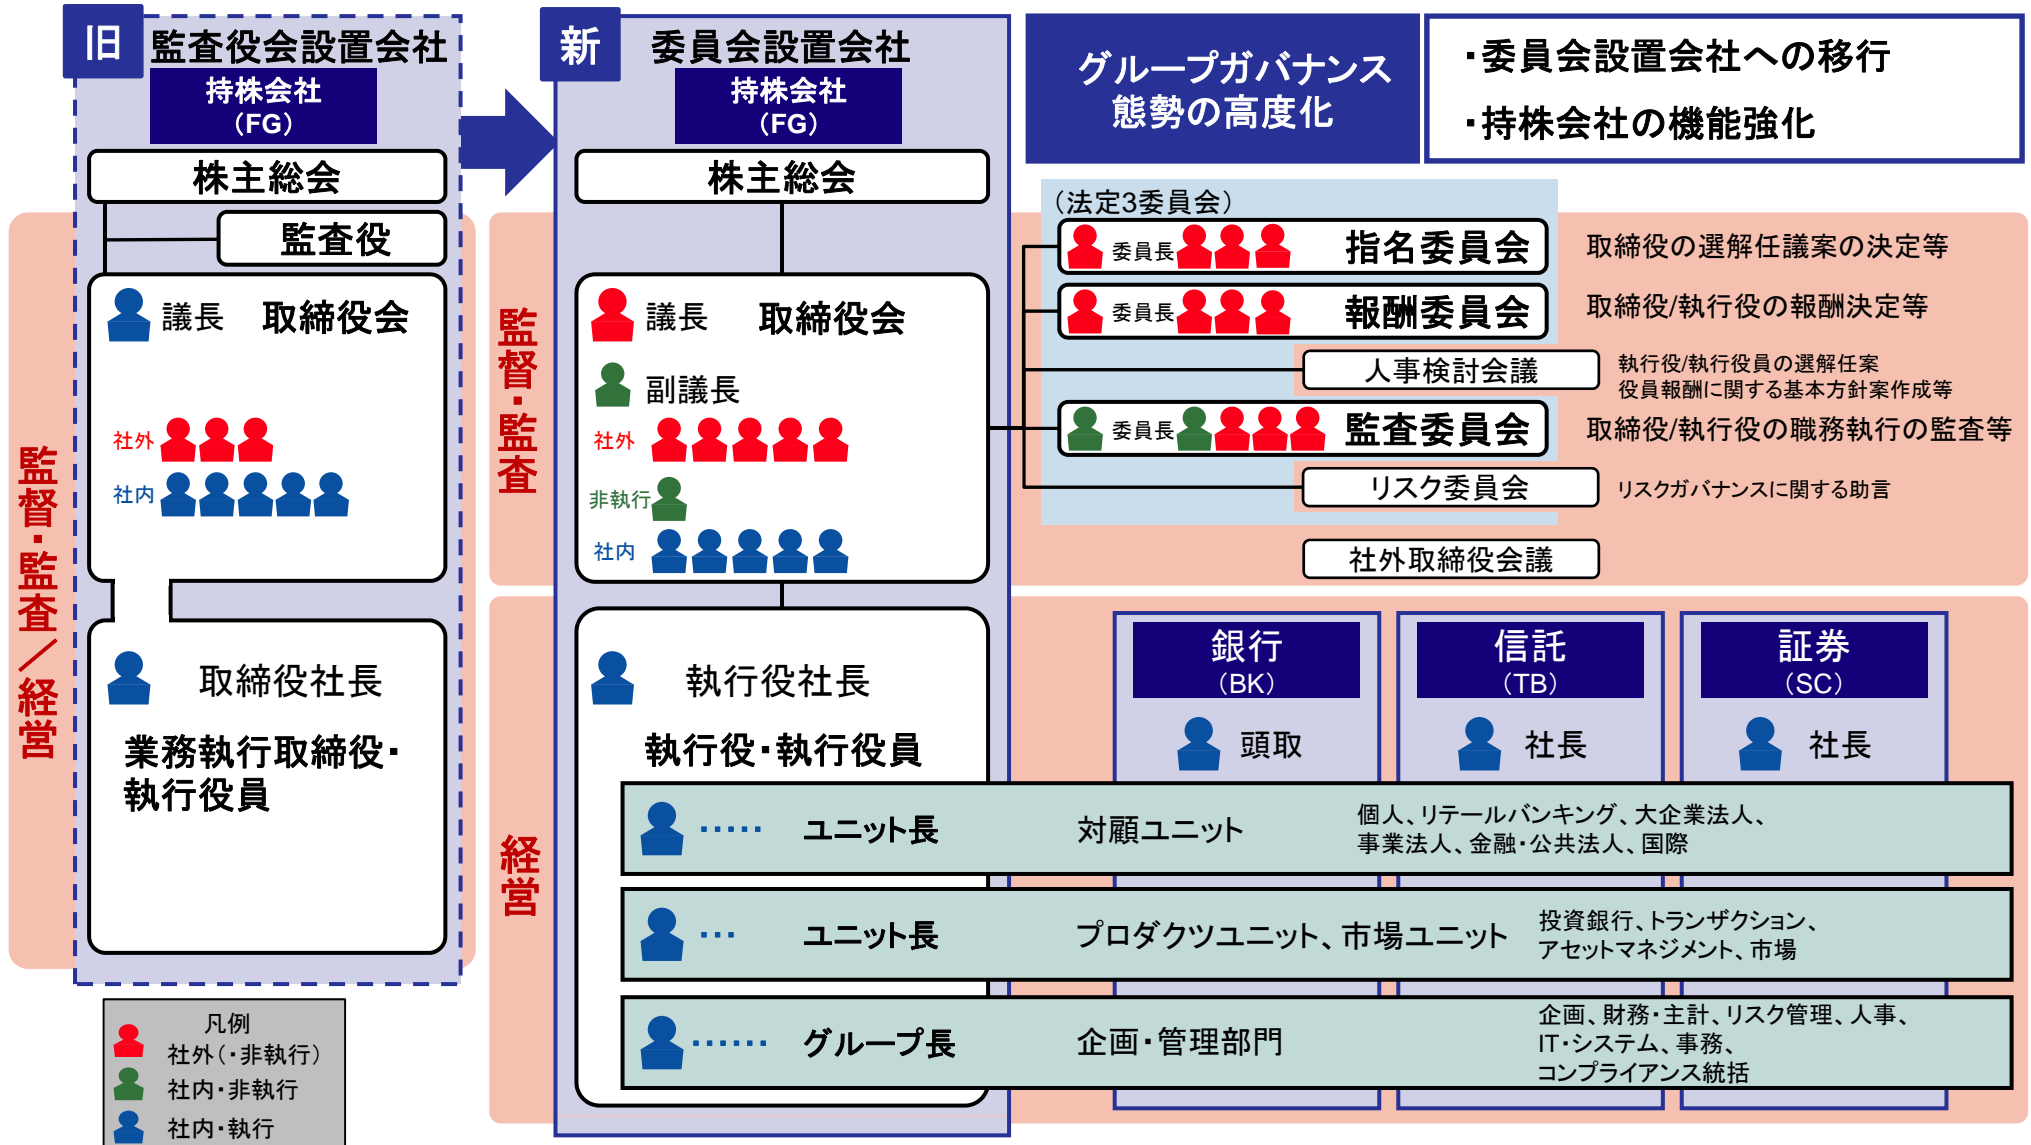 旧
監査役会設置会社
持株会社
（FG）
株主総会
監査役
議長
取締役会
社外
社内
監督・監査／経営
取締役社長
業務執行取締役・
執行役員
凡例
社外（・非執行）
社内・非執行
社内・執行
新
委員会設置会社
持株会社
（FG）
株主総会
監督・監査
議長
取締役会
副議長
社外
非執行
社内
経営
執行役社長
執行役・執行役員
グループガバナンス
態勢の高度化
・委員会設置会社への移行
・持株会社の機能強化
（法定3委員会）
委員長
指名委員会
取締役の選解任議案の決定等
委員長
報酬委員会
取締役/執行役の報酬決定等
人事検討会議
執行役/執行役員の選解任案
役員報酬に関する基本方針案作成等
委員長
監査委員会
取締役/執行役の職務執行の監査等
リスク委員会
リスクガバナンスに関する助言
社外取締役会議
銀行
（BK）
頭取
信託
（TB）
社長
証券
（SC）
社長
ユニット長
対顧ユニット
個人、リテールバンキング、大企業法人、
事業法人、金融・公共法人、国際
ユニット長
プロダクツユニット、市場ユニット
投資銀行、トランザクション、
アセットマネジメント、市場
グループ長
企画・管理部門
企画、財務・主計、リスク管理、人事、
IT・システム、事務、
コンプライアンス統括